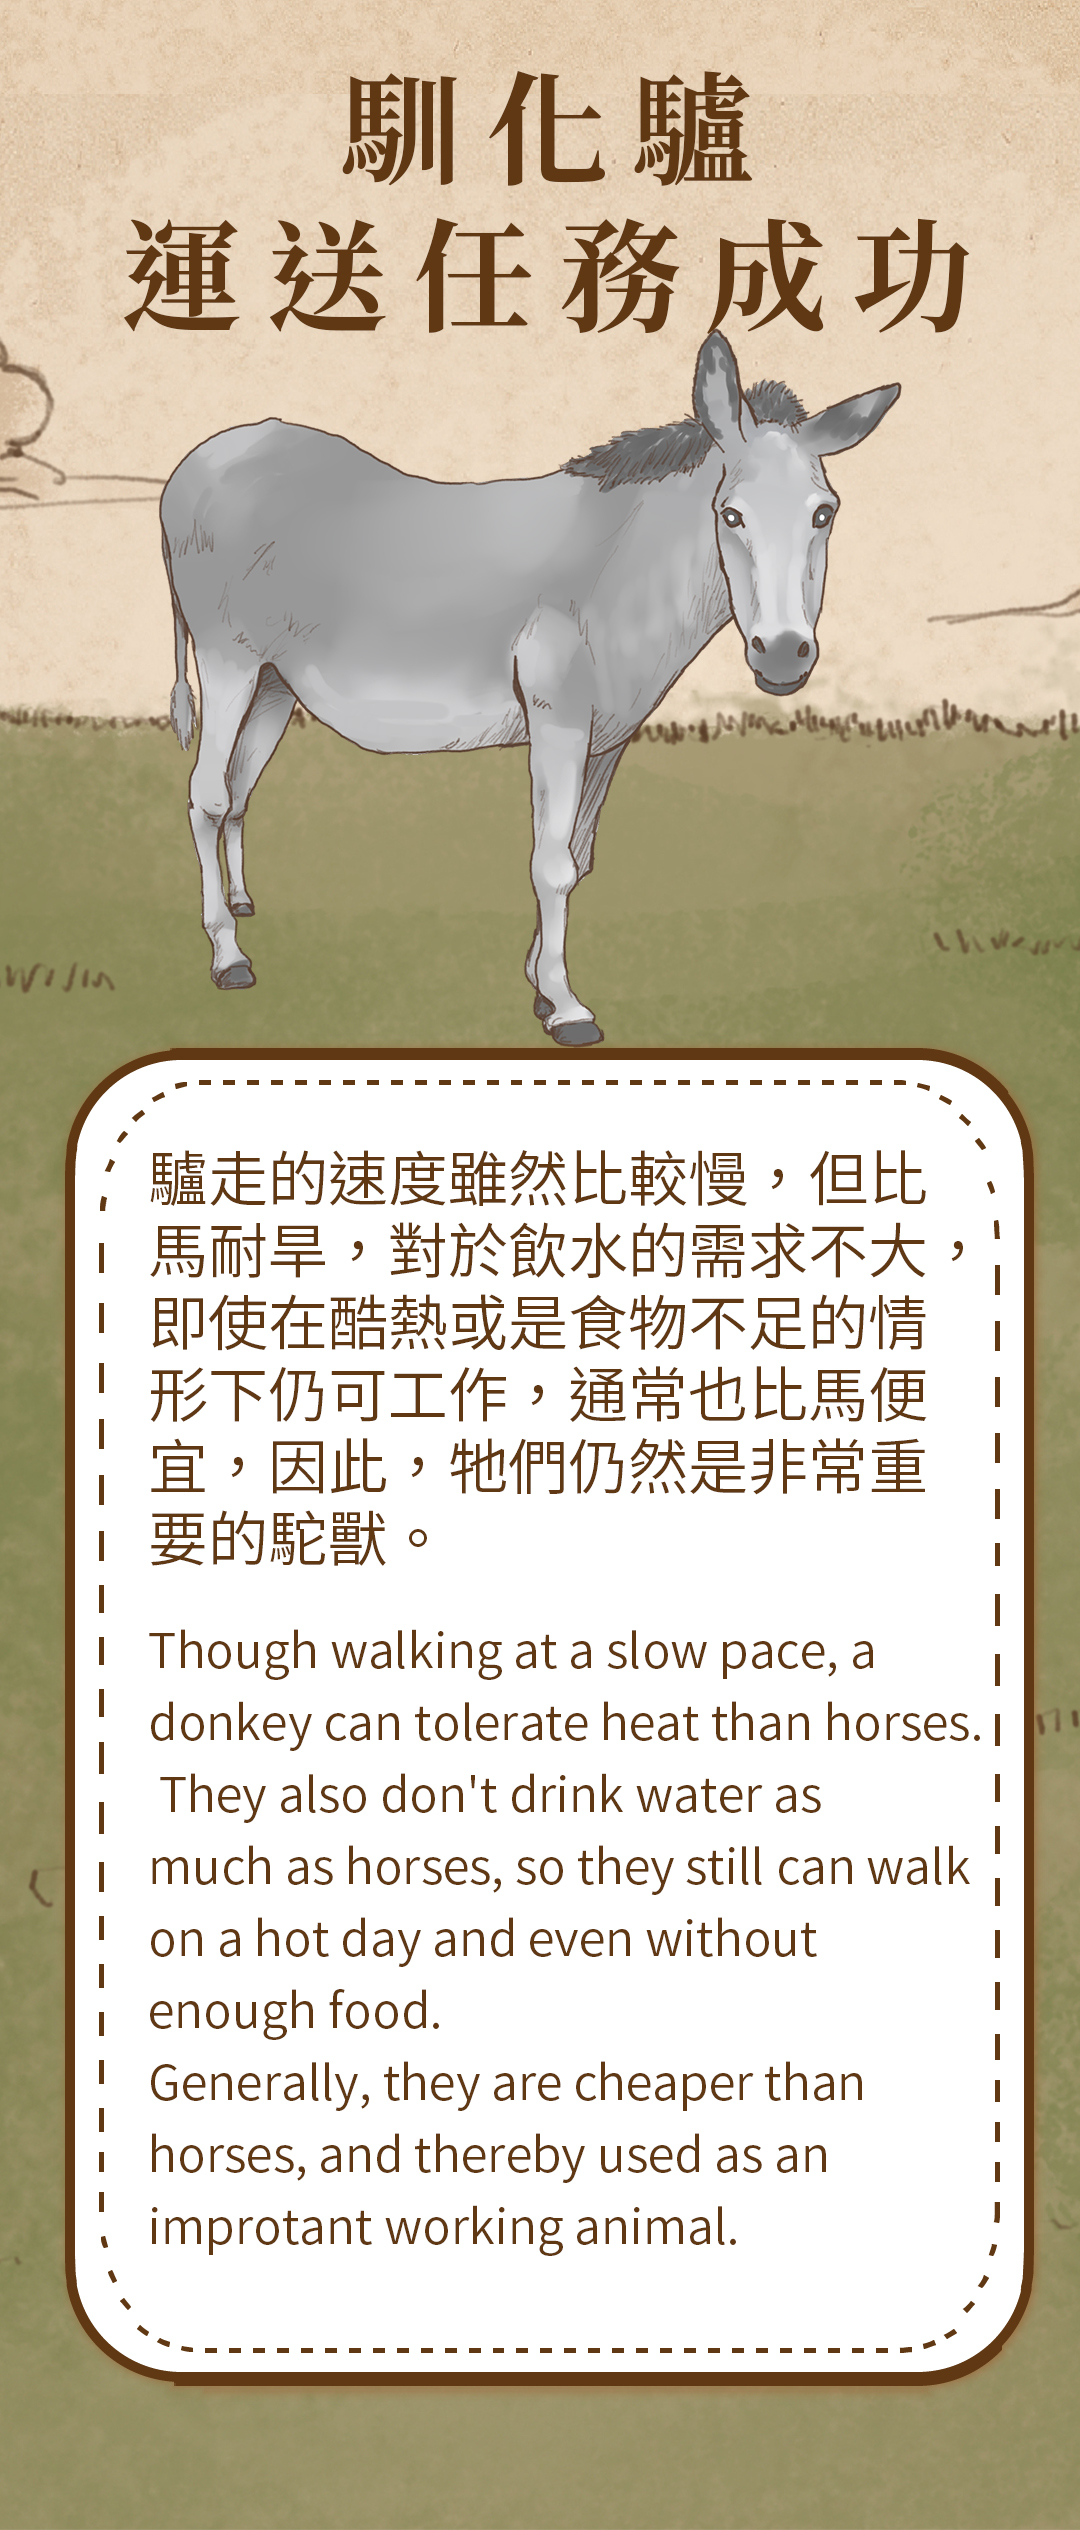 馴化驢
運送任務成功
驢走的速度雖然比較慢，但比
馬耐旱，對於飲水的需求不大，
即使在酷熱或是食物不足的情
形下仍可工作，通常也比馬便
宜，因此，牠們仍然是非常重
要的駝獸。
Though walking at a slow pace, a
donkey can tolerate heat than horses.
They also don't drink water as
much as horses, so they still can walk
on a hot day and even without
enough food.
Generally, they are cheaper than
horses, and thereby used as an
improtant working animal.